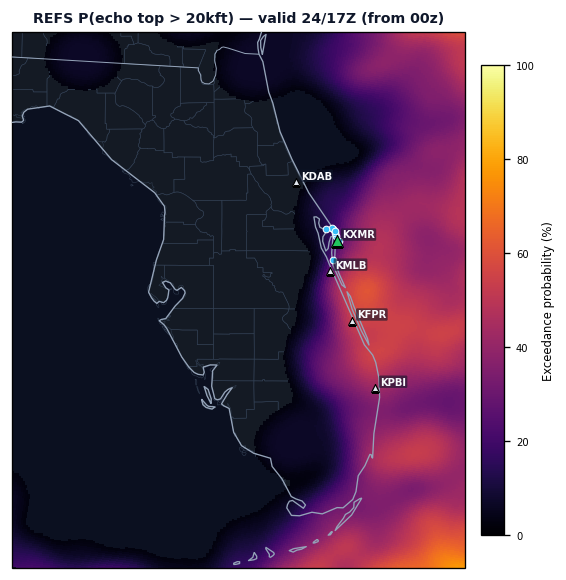 REFS P(echo top > 20kft) — valid 24/17Z (from 00z)
KDAB
KXMR
KMLB
KFPR
KPBI
100
80
60
40
20
0
Exceedance probability (%)